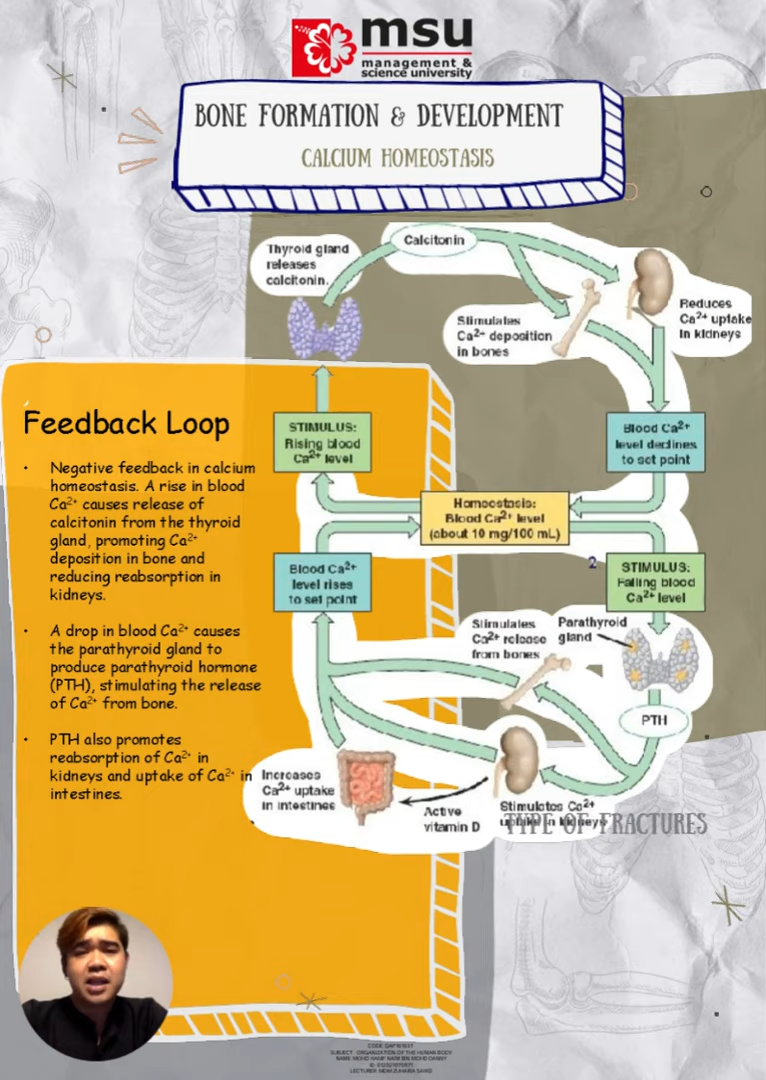 msu
management &
science university
BONE FORMATION & DEVELOPMENT
CALCIUM HOMEOSTASIS
Thyroid gland
releases
calcitonin.
Calcitonin
Stimulates
Ca²⁺ deposition
in bones
Reduces
Ca²⁺ uptake
in kidneys
STIMULUS:
Rising blood
Ca²⁺ level
Blood Ca²⁺
level declines
to set point
Homeostasis:
Blood Ca²⁺ level
(about 10 mg/100 mL)
Blood Ca²⁺
level rises
to set point
2
STIMULUS:
Falling blood
Ca²⁺ level
Stimulates
Ca²⁺ release
from bones
Parathyroid
gland
PTH
Increases
Ca²⁺ uptake
in intestines
Active
vitamin D
Stimulates Ca²⁺
uptake in kidneys
TYPE OF FRACTURES
Feedback Loop
• Negative feedback in calcium
homeostasis. A rise in blood
Ca²⁺ causes release of
calcitonin from the thyroid
gland, promoting Ca²⁺
deposition in bone and
reducing reabsorption in
kidneys.
• A drop in blood Ca²⁺ causes
the parathyroid gland to
produce parathyroid hormone
(PTH), stimulating the release
of Ca²⁺ from bone.
• PTH also promotes
reabsorption of Ca²⁺ in
kidneys and uptake of Ca²⁺ in
intestines.
SUBJECT : ORGANIZATION OF THE HUMAN BODY